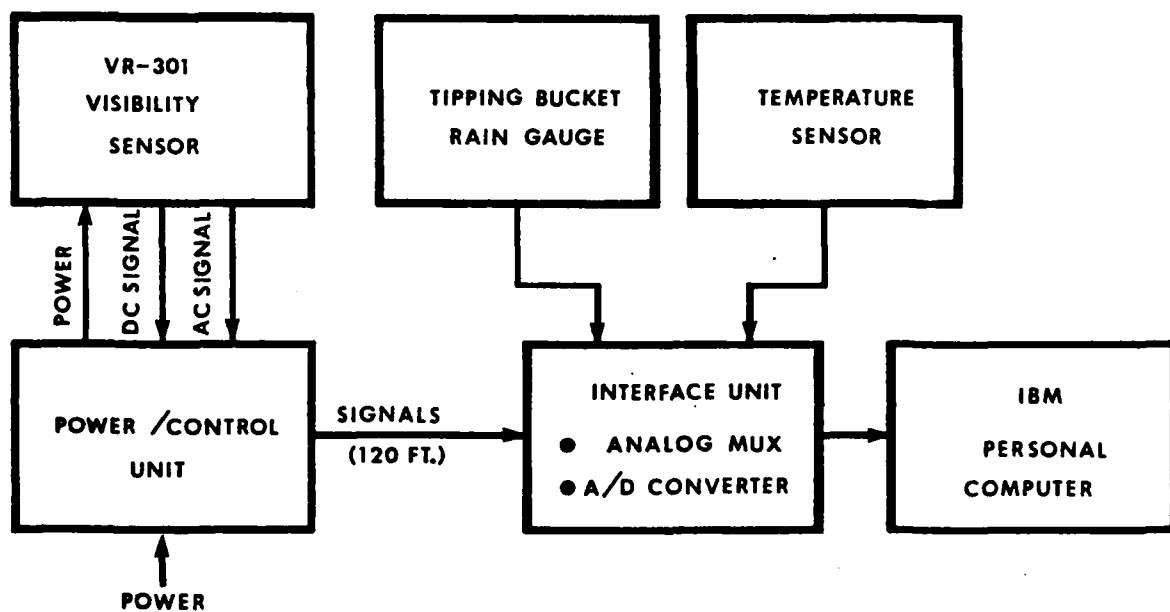 VR-301
VISIBILITY
SENSOR
TIPPING BUCKET
RAIN GAUGE
TEMPERATURE
SENSOR
POWER
DC SIGNAL
AC SIGNAL
POWER /CONTROL
UNIT
SIGNALS
(120 FT.)
INTERFACE UNIT
● ANALOG MUX
● A/D CONVERTER
IBM
PERSONAL
COMPUTER
POWER